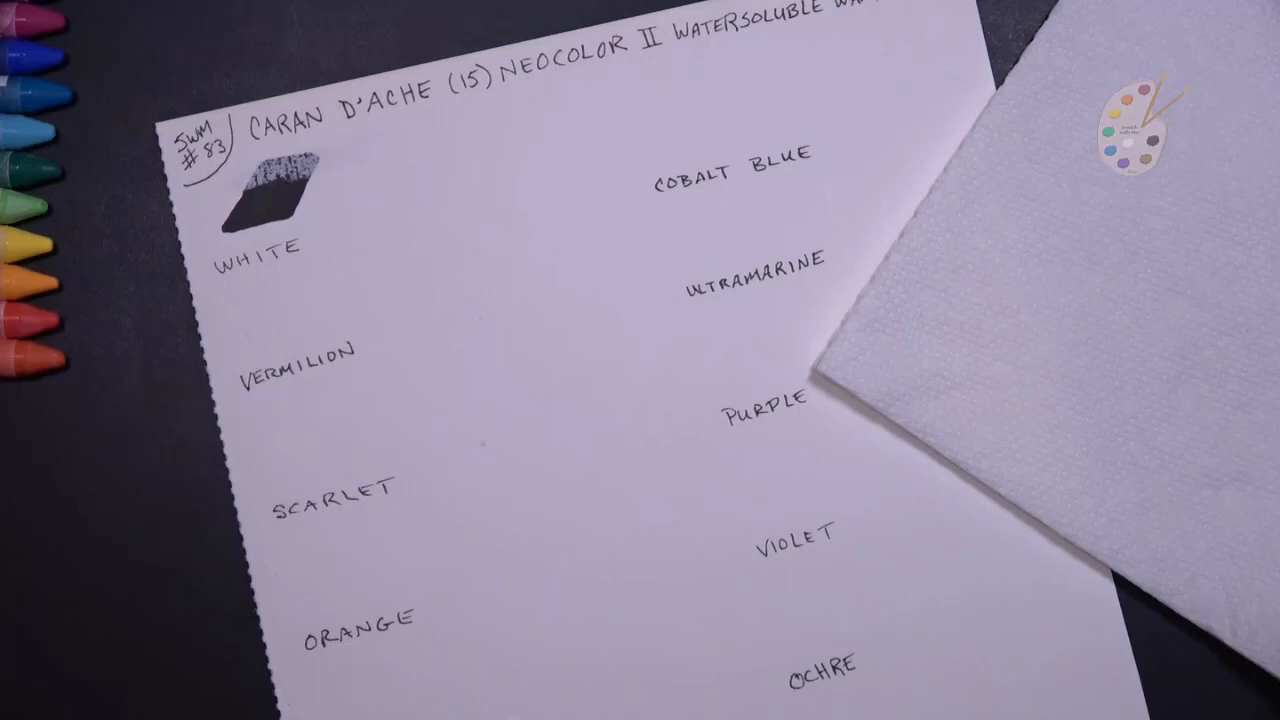 SWM
#83
CARAN D'ACHE (15) NEOCOLOR II WATERSOLUBLE
WHITE
VERMILION
SCARLET
ORANGE
COBALT BLUE
ULTRAMARINE
PURPLE
VIOLET
OCHRE